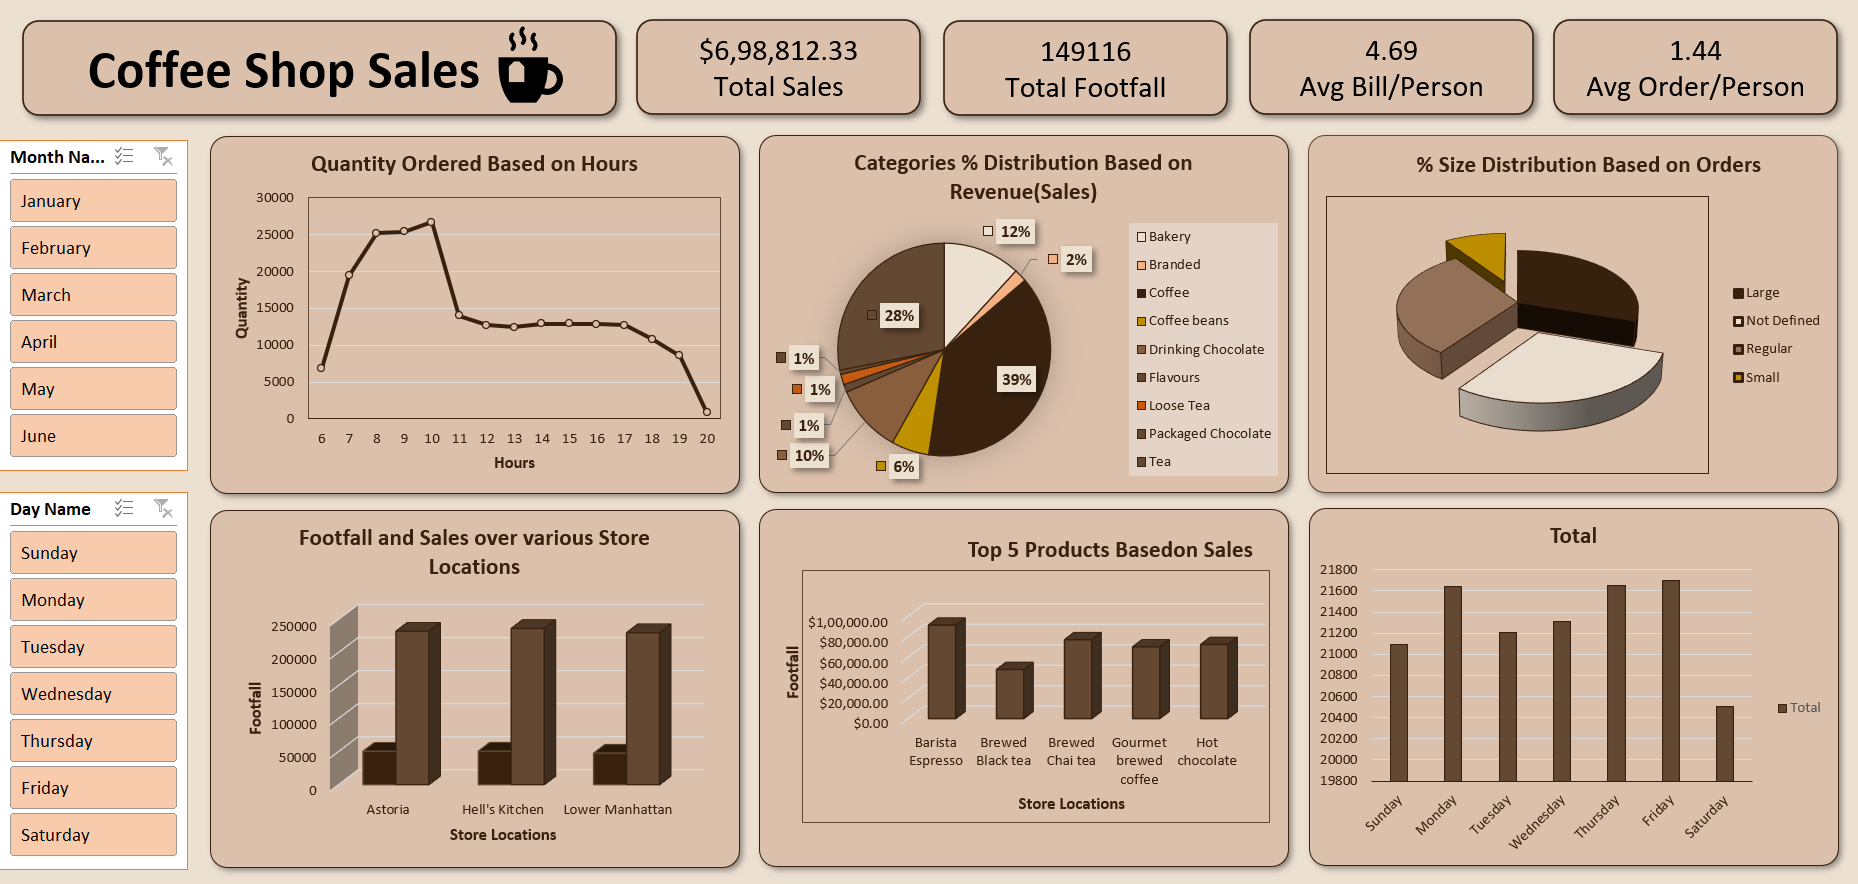 Coffee Shop Sales
$6,98,812.33
Total Sales
149116
Total Footfall
4.69
Avg Bill/Person
1.44
Avg Order/Person
Month Na...
January
February
March
April
May
June
Day Name
Sunday
Monday
Tuesday
Wednesday
Thursday
Friday
Saturday
Quantity Ordered Based on Hours
30000
25000
20000
15000
10000
5000
0
Quantity
6 7 8 9 10 11 12 13 14 15 16 17 18 19 20
Hours
Categories % Distribution Based on
Revenue(Sales)
12%
2%
28%
39%
1%
1%
1%
10%
6%
Bakery
Branded
Coffee
Coffee beans
Drinking Chocolate
Flavours
Loose Tea
Packaged Chocolate
Tea
% Size Distribution Based on Orders
Large
Not Defined
Regular
Small
Footfall and Sales over various Store
Locations
250000
200000
150000
100000
50000
0
Footfall
Astoria Hell's Kitchen Lower Manhattan
Store Locations
Top 5 Products Basedon Sales
$1,00,000.00
$80,000.00
$60,000.00
$40,000.00
$20,000.00
$0.00
Footfall
Barista Brewed Brewed Gourmet Hot
Espresso Black tea Chai tea brewed chocolate
coffee
Store Locations
Total
21800
21600
21400
21200
21000
20800
20600
20400
20200
20000
19800
Sunday Monday Tuesday Wednesday Thursday Friday Saturday
Total